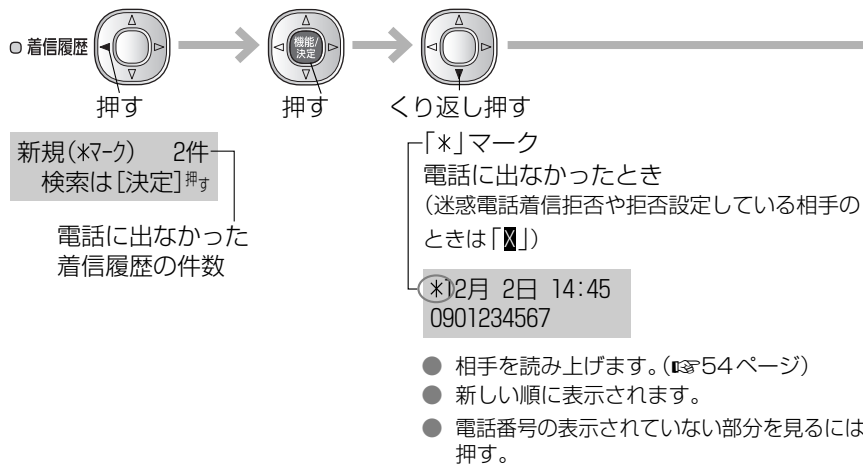 着信履歴
機能/
決定
押す
押す
くり返し押す
新規(*マーク) 2件
検索は[決定]押す
電話に出なかった
着信履歴の件数
「*」マーク
電話に出なかったとき
(迷惑電話着信拒否や拒否設定している相手の
ときは「X」)
*12月 2日 14:45
0901234567
● 相手を読み上げます。(☞54ページ)
● 新しい順に表示されます。
● 電話番号の表示されていない部分を見るには
押す。